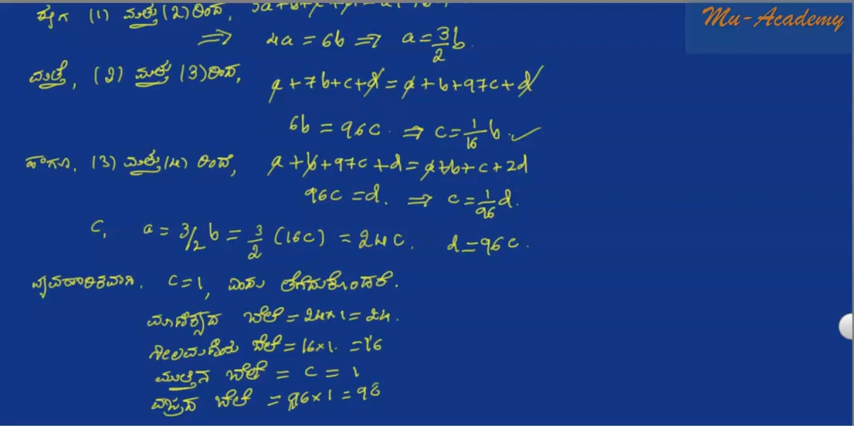 Mu-Academy
ಈಗ (1) ಮತ್ತು (2) ರಿಂದ,
⇒ 4a = 6b ⇒ a = 3/2 b
ಮತ್ತೆ, (2) ಮತ್ತು (3) ರಿಂದ, a + 7b + c + d = a + b + 97c + d
6b = 96c ⇒ c = 1/16 b ✓
ಹಾಗೂ, (3) ಮತ್ತು (4) ರಿಂದ, a + b + 97c + d = a + b + c + 2d
96c = d. ⇒ c = 1/96 d.
c, a = 3/2 b = 3/2 (16c) = 24c. d = 96c.
ವ್ಯವಹಾರಿಕವಾಗಿ. c = 1, ಎಂದು ತೆಗೆದುಕೊಂಡರೆ.
ಮಾಣಿಕ್ಯದ ಬೆಲೆ = 24 × 1 = 24.
ನೀಲಮಣಿಯ ಬೆಲೆ = 16 × 1. = 16
ಮುತ್ತಿನ ಬೆಲೆ = c = 1
ವಜ್ರದ ಬೆಲೆ = 96 × 1 = 96